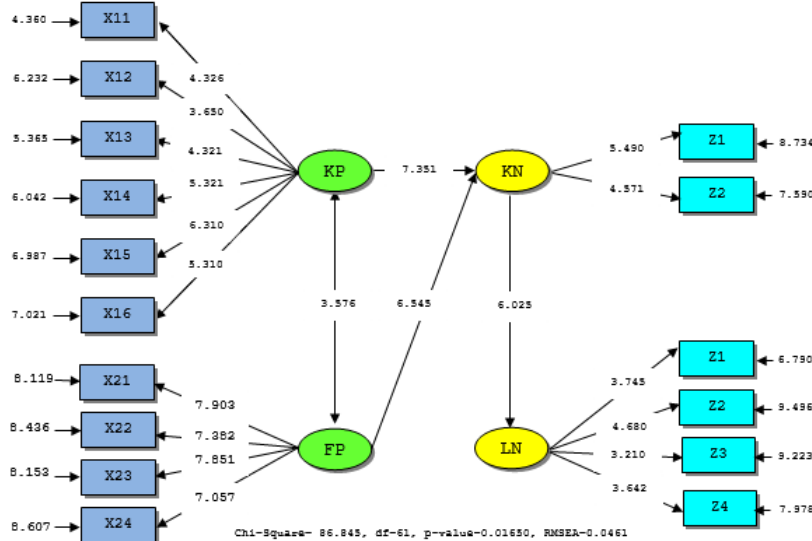 4.360 X11
6.232 X12
5.365 X13
6.042 X14
6.987 X15
7.021 X16
8.119 X21
8.436 X22
8.153 X23
8.607 X24
4.326
3.650
4.321
5.321
6.310
5.310
7.903
7.382
7.851
7.057
KP
7.351
KN
3.576
6.545
6.025
FP
LN
5.490
4.571
Z1 8.734
Z2 7.590
3.745
4.680
3.210
3.642
Z1 6.790
Z2 9.496
Z3 9.223
Z4 7.978
Chi-Square- 86.845, df-61, p-value-0.01650, RMSEA-0.0461